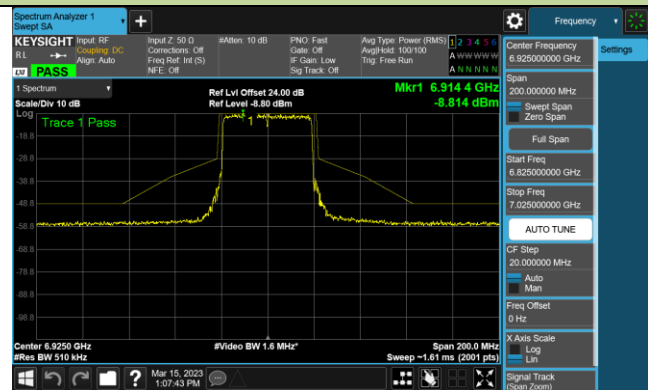 Spectrum Analyzer 1
Swept SA
+
Frequency
KEYSIGHT
RL
Input: RF
Coupling: DC
Align: Auto
Input Z: 50 Ω
Corrections: Off
Freq Ref: Int (S)
NFE: Off
#Atten: 10 dB
PNO: Fast
Gate: Off
IF Gain: Low
Sig Track: Off
Avg Type: Power (RMS)
Avg|Hold: 100/100
Trig: Free Run
1 2 3 4 5 6
A W W W W W
A N N N N N
PASS
1 Spectrum
Scale/Div 10 dB
Log
Ref Lvl Offset 24.00 dB
Ref Level -8.80 dBm
Mkr1 6.914 4 GHz
-8.814 dBm
Trace 1 Pass
1
-18.8
-28.8
-38.8
-48.8
-58.8
-68.8
-78.8
-88.8
-98.8
Center 6.9250 GHz
#Res BW 510 kHz
#Video BW 1.6 MHz*
Span 200.0 MHz
Sweep ~1.61 ms (2001 pts)
?
Mar 15, 2023
1:07:43 PM
Center Frequency
6.925000000 GHz
Settings
Span
200.000000 MHz
Swept Span
Zero Span
Full Span
Start Freq
6.825000000 GHz
Stop Freq
7.025000000 GHz
AUTO TUNE
CF Step
20.000000 MHz
Auto
Man
Freq Offset
0 Hz
X Axis Scale
Log
Lin
Signal Track
(Span Zoom)